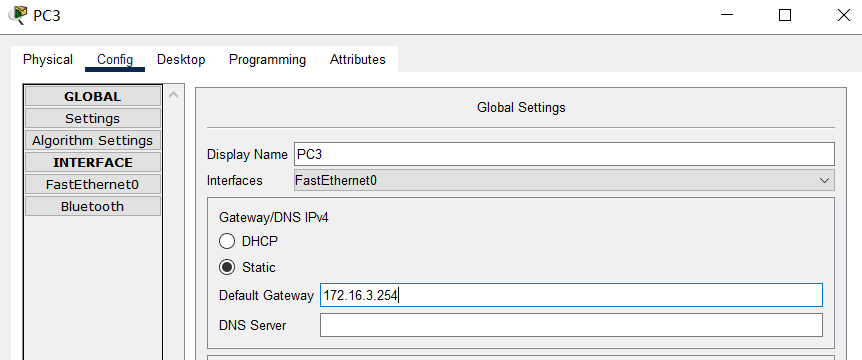 PC3
Physical Config Desktop Programming Attributes
GLOBAL
Settings
Algorithm Settings
INTERFACE
FastEthernet0
Bluetooth
Global Settings
Display Name PC3
Interfaces FastEthernet0
Gateway/DNS IPv4
DHCP
Static
Default Gateway 172.16.3.254
DNS Server